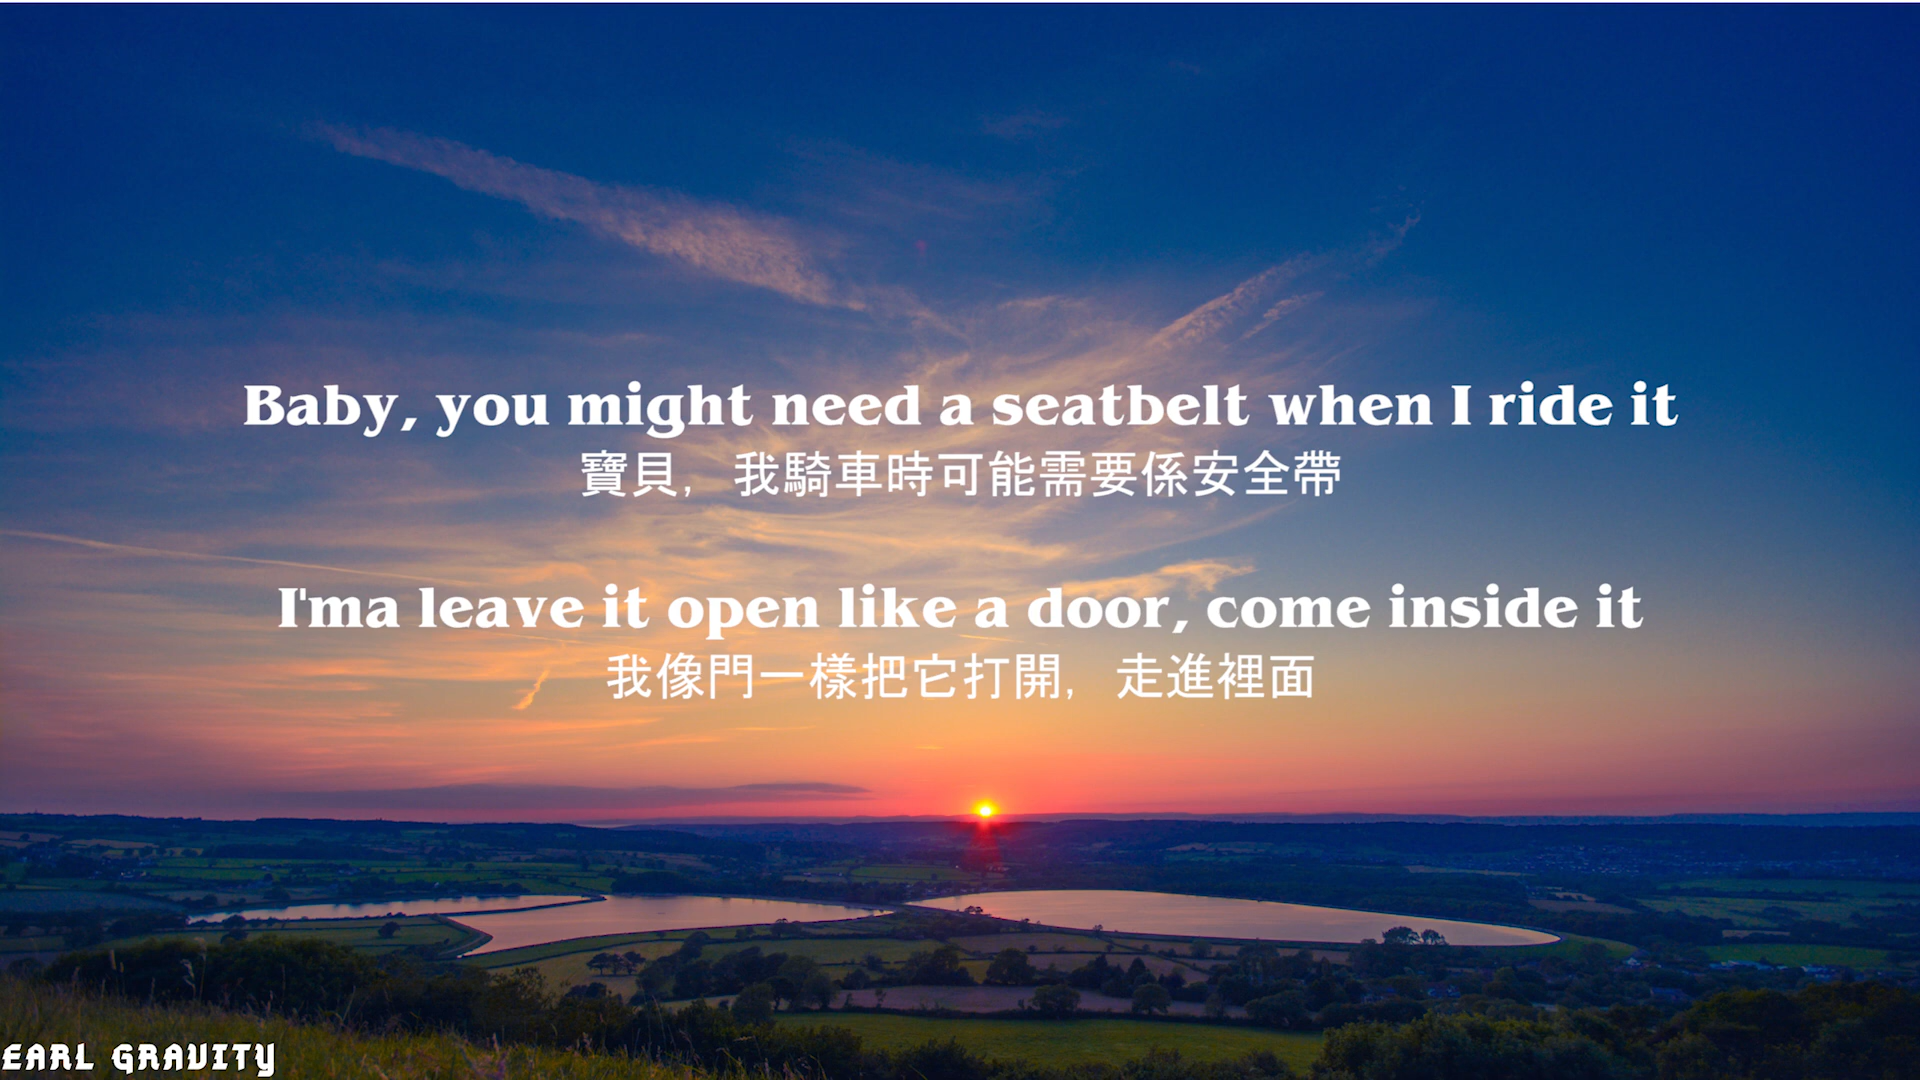 Baby, you might need a seatbelt when I ride it
寶貝，我騎車時可能需要係安全帶
I'ma leave it open like a door, come inside it
我像門一樣把它打開，走進裡面
EARL GRAVITY